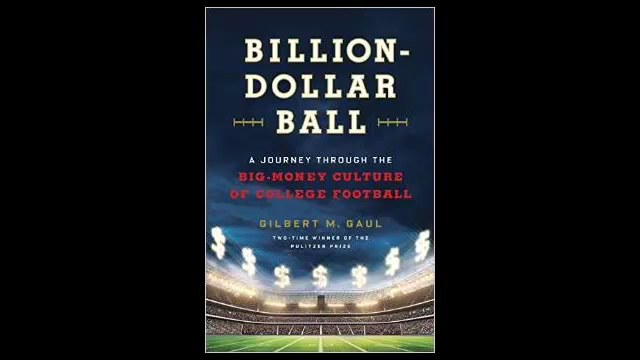 BILLION-
DOLLAR
BALL
A JOURNEY THROUGH THE
BIG-MONEY CULTURE
OF COLLEGE FOOTBALL
GILBERT M. GAUL
TWO-TIME WINNER OF THE
PULITZER PRIZE
$ $ $ $ $ $ $